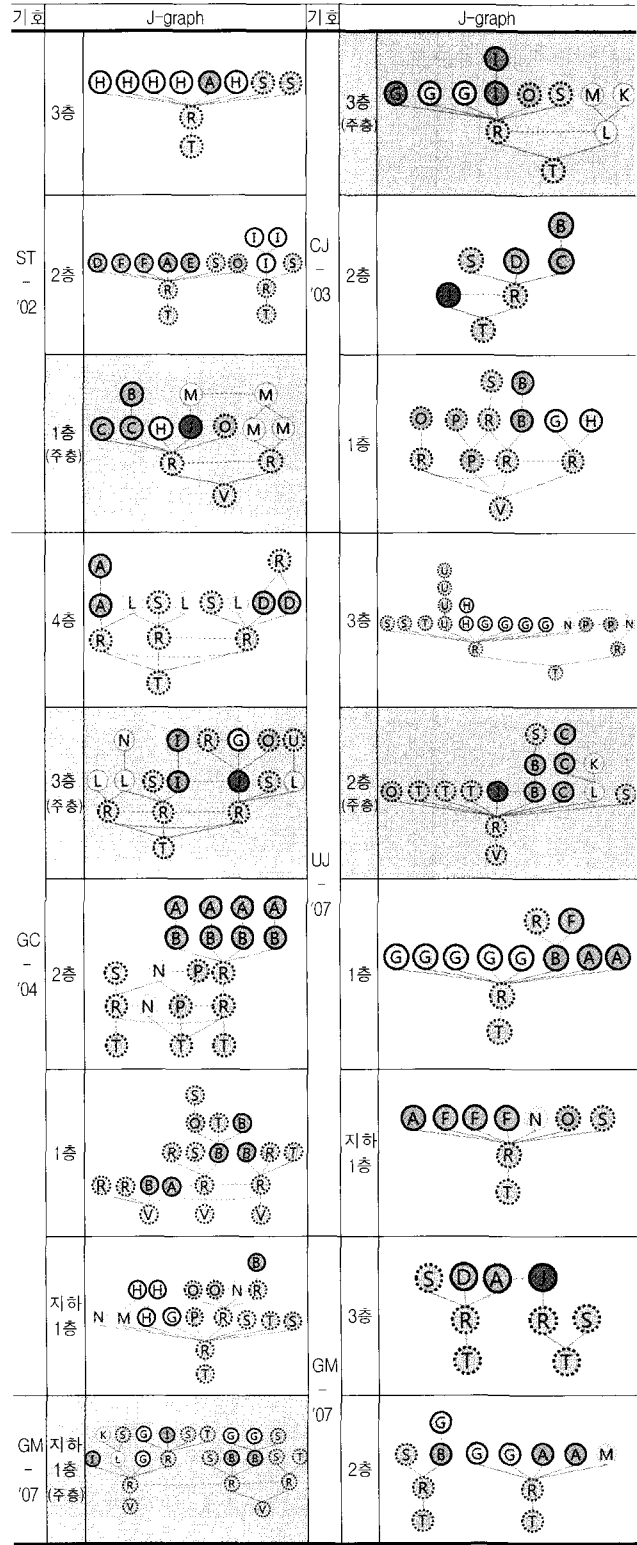 기호 J-graph 기호 J-graph
ST - '02
3층
H H H H A H S S
R
T
2층
I I
D F F A E S O I S
R R
T T
1층 (주층)
B M M
C C H J O M M
R R
V
GC - '04
4층
A R
A L S L S L D D
R R R
T
3층 (주층)
N I R G O U
L L S I J S L
R R R
T
2층
A A A A
B B B B
S N P R
R N P R
T T T
1층
S
O T B
R S B B R T
R R B A R R
V V V
지하 1층
B
H H O O N R
N M H G P R S T S
R
T
GM - '07
지하 1층 (주층)
K S G I S T G G S
I L G R S B B S T
R R R
V V
CJ - '03
3층 (주층)
I
G G G I O S M K
R L
T
2층
B
S D C
R
T
1층
S B
O P R B G H
R P R R
V
UJ - '07
3층
U
U
U H
S S T U H G G G G N P P N
R R
T
2층 (주층)
S C
B C K
O T T T J B C L S
R
V
1층
R F
G G G G G B A A
R
T
지하 1층
A F F F N O S
R
T
GM - '07
3층
S D A J
R R S
T T
2층
G
S B G G A A M
R R
T T